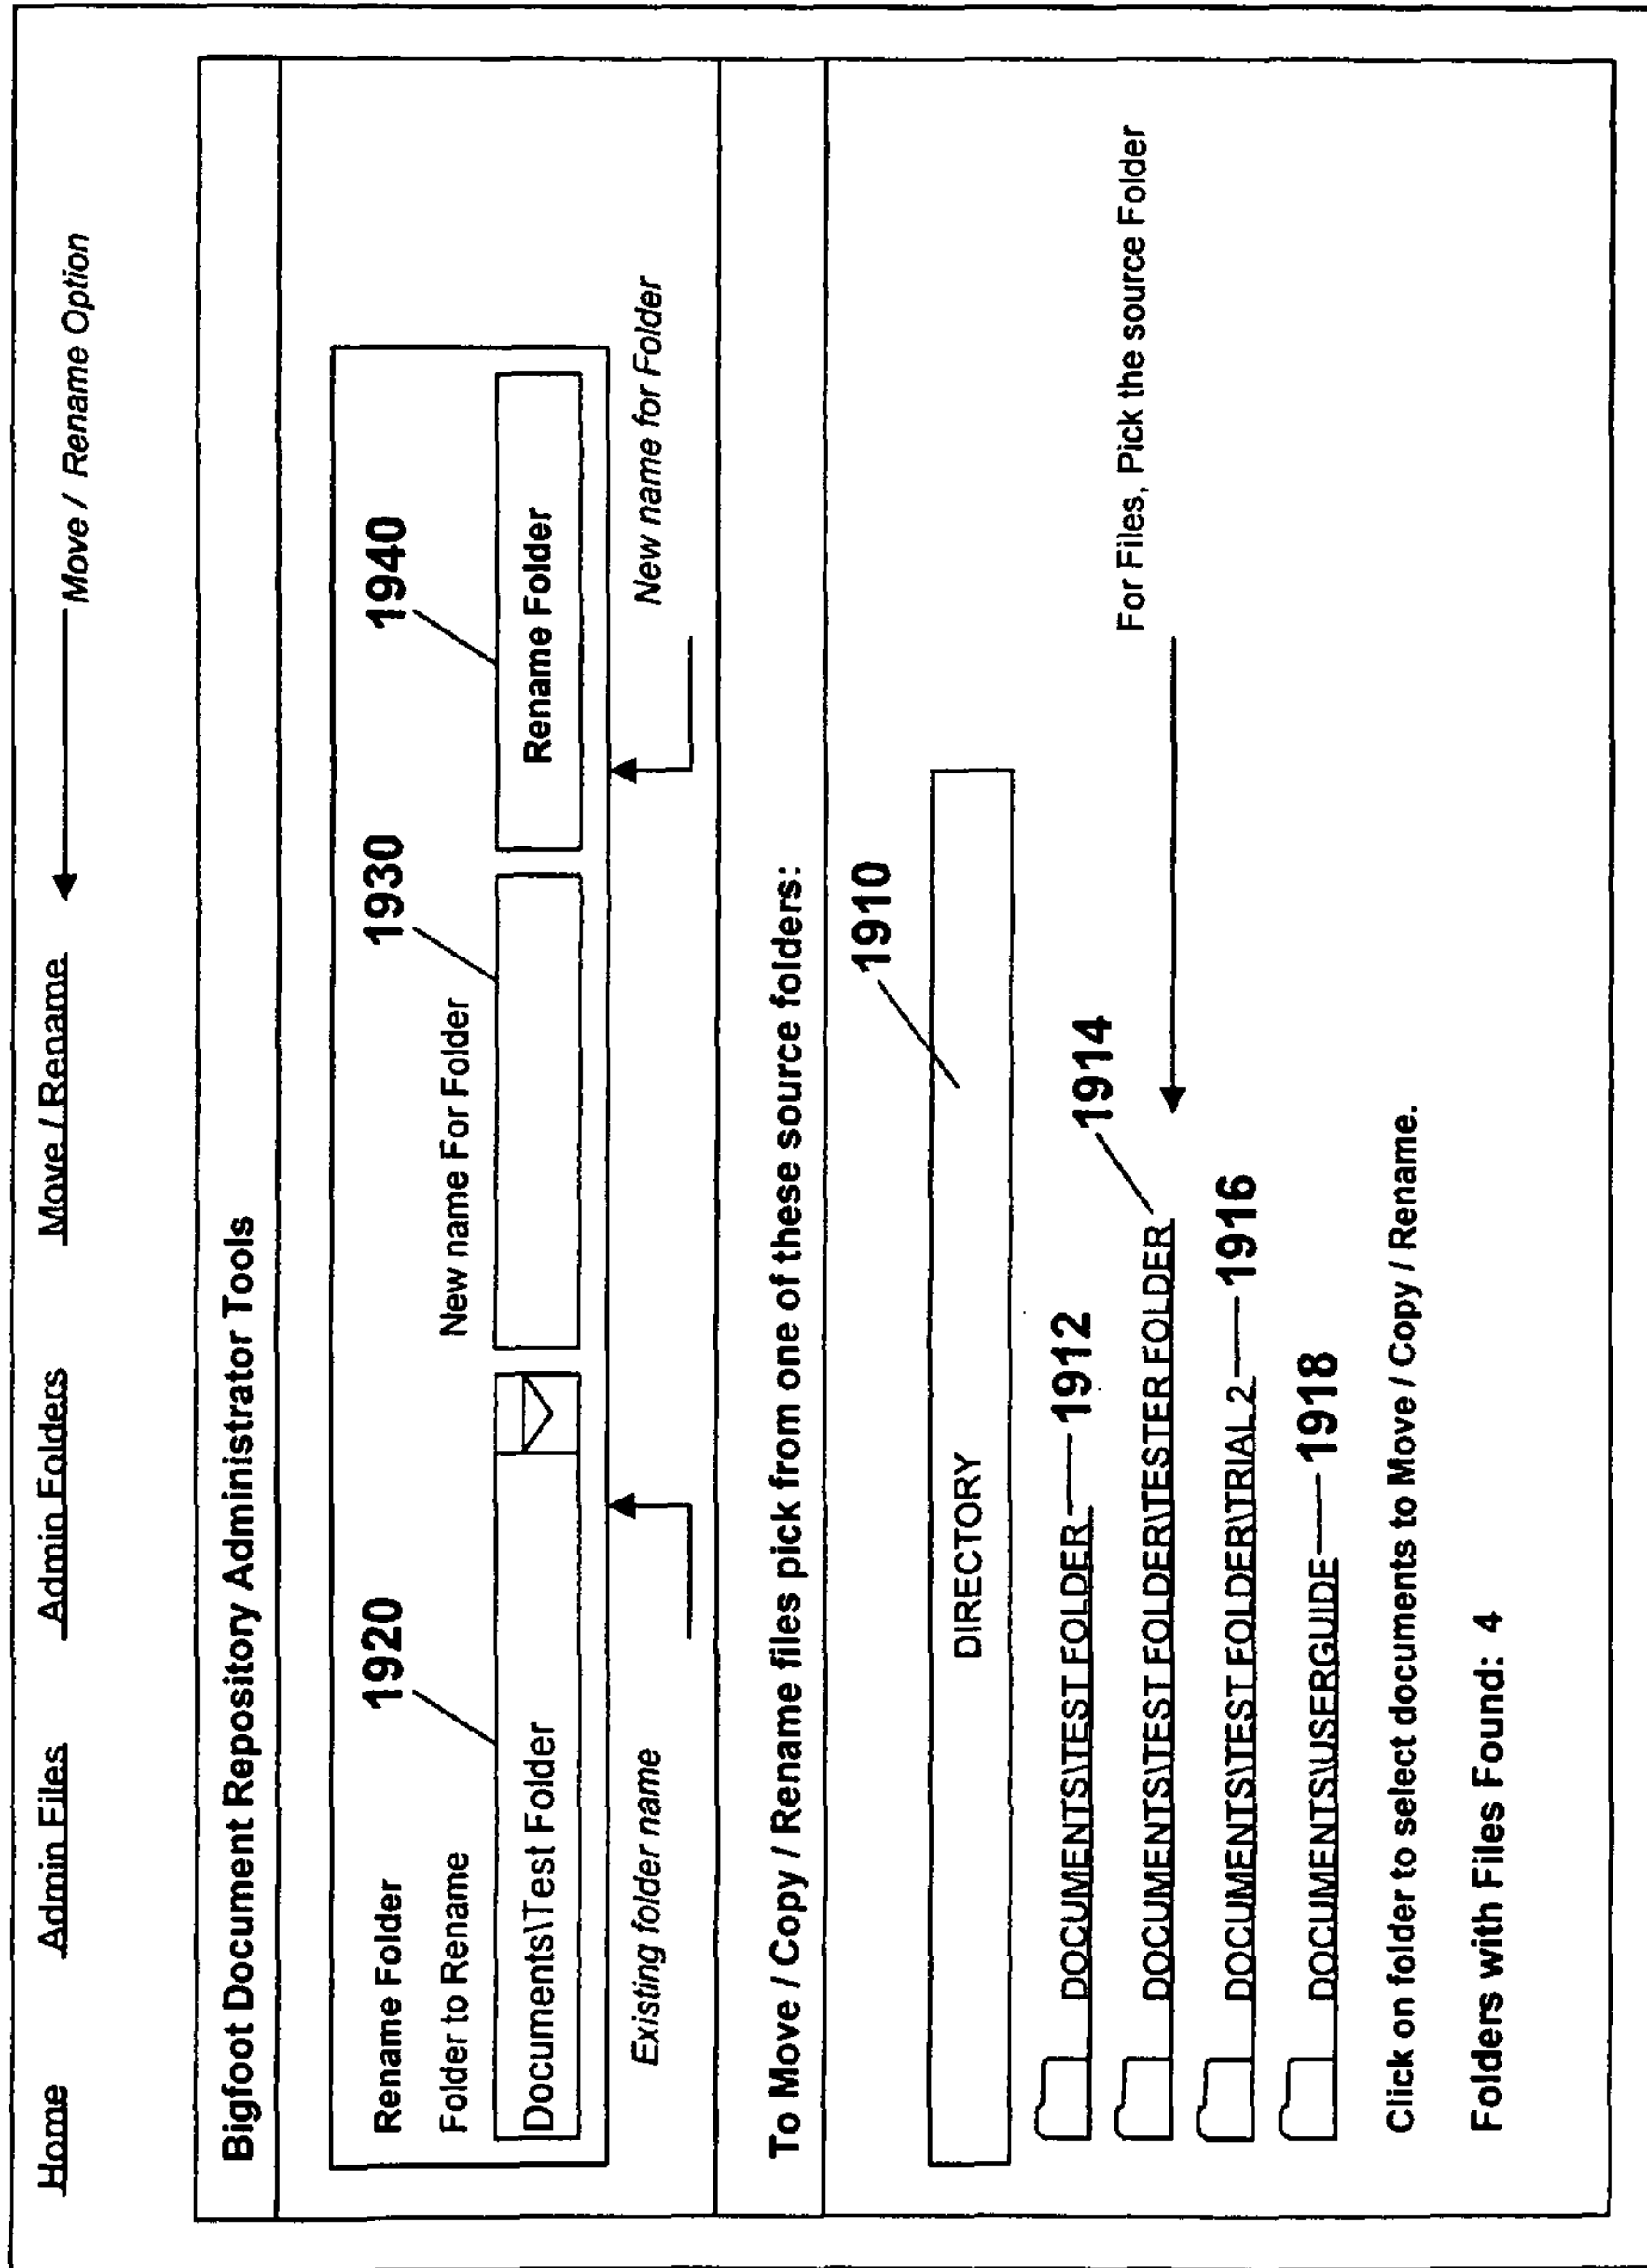 Home Admin Files Admin Folders Move / Rename Move / Rename Option
Bigfoot Document Repository Administrator Tools
1920 1930 1940
Rename Folder
Folder to Rename New name For Folder
Documents\Test Folder Rename Folder
Existing folder name New name for Folder
To Move / Copy / Rename files pick from one of these source folders:
1910
DIRECTORY
DOCUMENTS\TEST FOLDER 1912
1914
DOCUMENTS\TEST FOLDER\TESTER FOLDER For Files, Pick the source Folder
DOCUMENTS\TEST FOLDER\TRIAL 2 1916
DOCUMENTS\USERGUIDE 1918
Click on folder to select documents to Move / Copy / Rename.
Folders with Files Found: 4